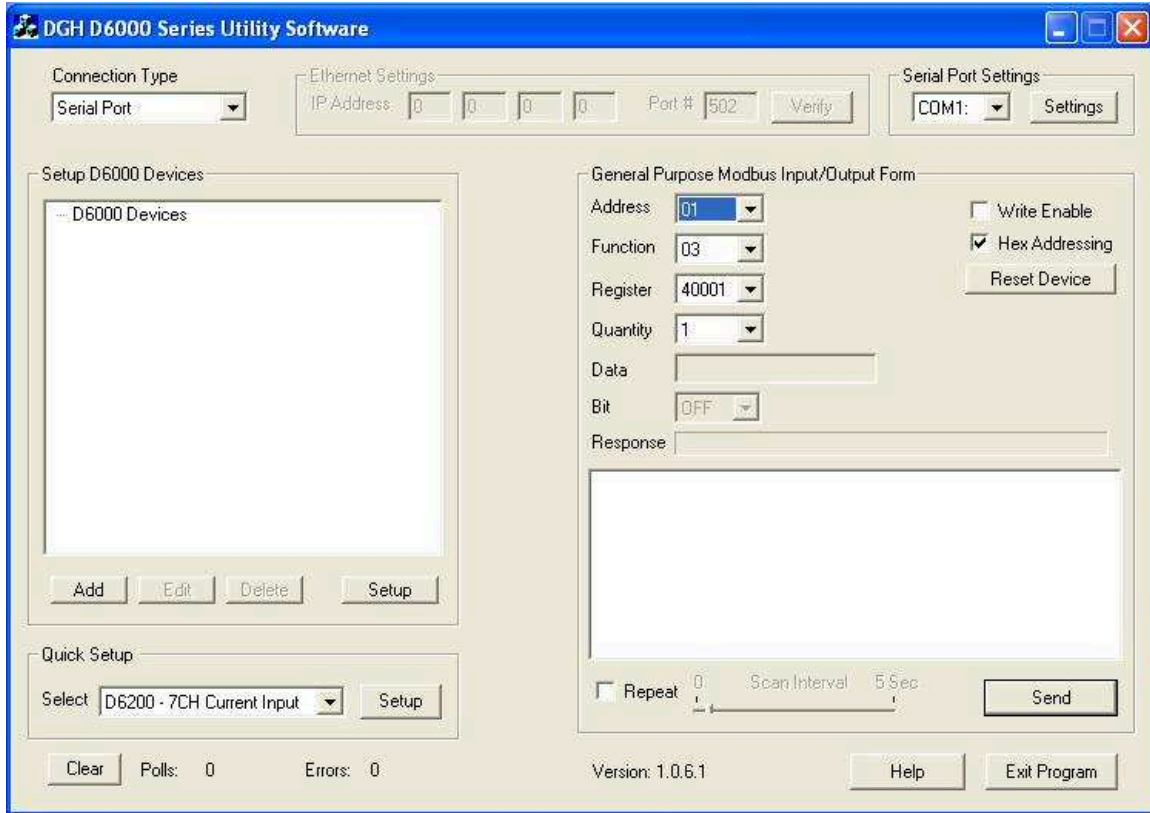 DGH D6000 Series Utility Software
Connection Type
Serial Port
Ethernet Settings
IP Address 0 0 0 0 Port # 502 Verify
Serial Port Settings
COM1: Settings
Setup D6000 Devices
D6000 Devices
Add Edit Delete Setup
Quick Setup
Select D6200 - 7CH Current Input Setup
Clear Polls: 0 Errors: 0
General Purpose Modbus Input/Output Form
Address 01 Write Enable
Function 03 Hex Addressing
Register 40001 Reset Device
Quantity 1
Data
Bit OFF
Response
Repeat 0 Scan Interval 5 Sec Send
Version: 1.0.6.1 Help Exit Program